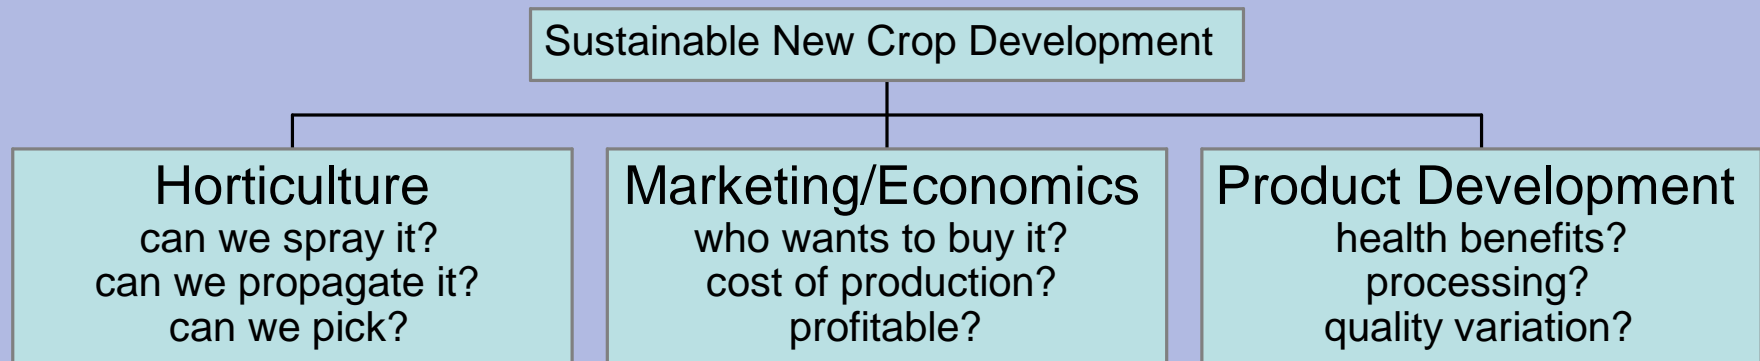 Sustainable New Crop Development
Horticulture
can we spray it?
can we propagate it?
can we pick?
Marketing/Economics
who wants to buy it?
cost of production?
profitable?
Product Development
health benefits?
processing?
quality variation?